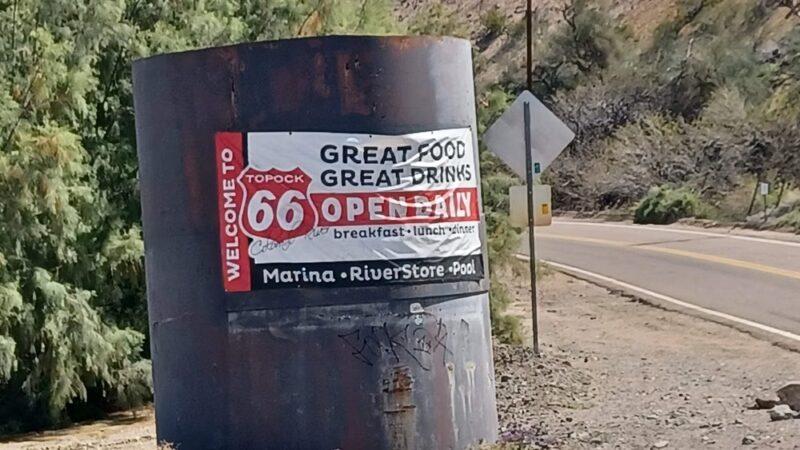 WELCOME TO
TOPOCK
66
GREAT FOOD
GREAT DRINKS
OPEN DAILY
breakfast • lunch • dinner
Marina • RiverStore • Pool